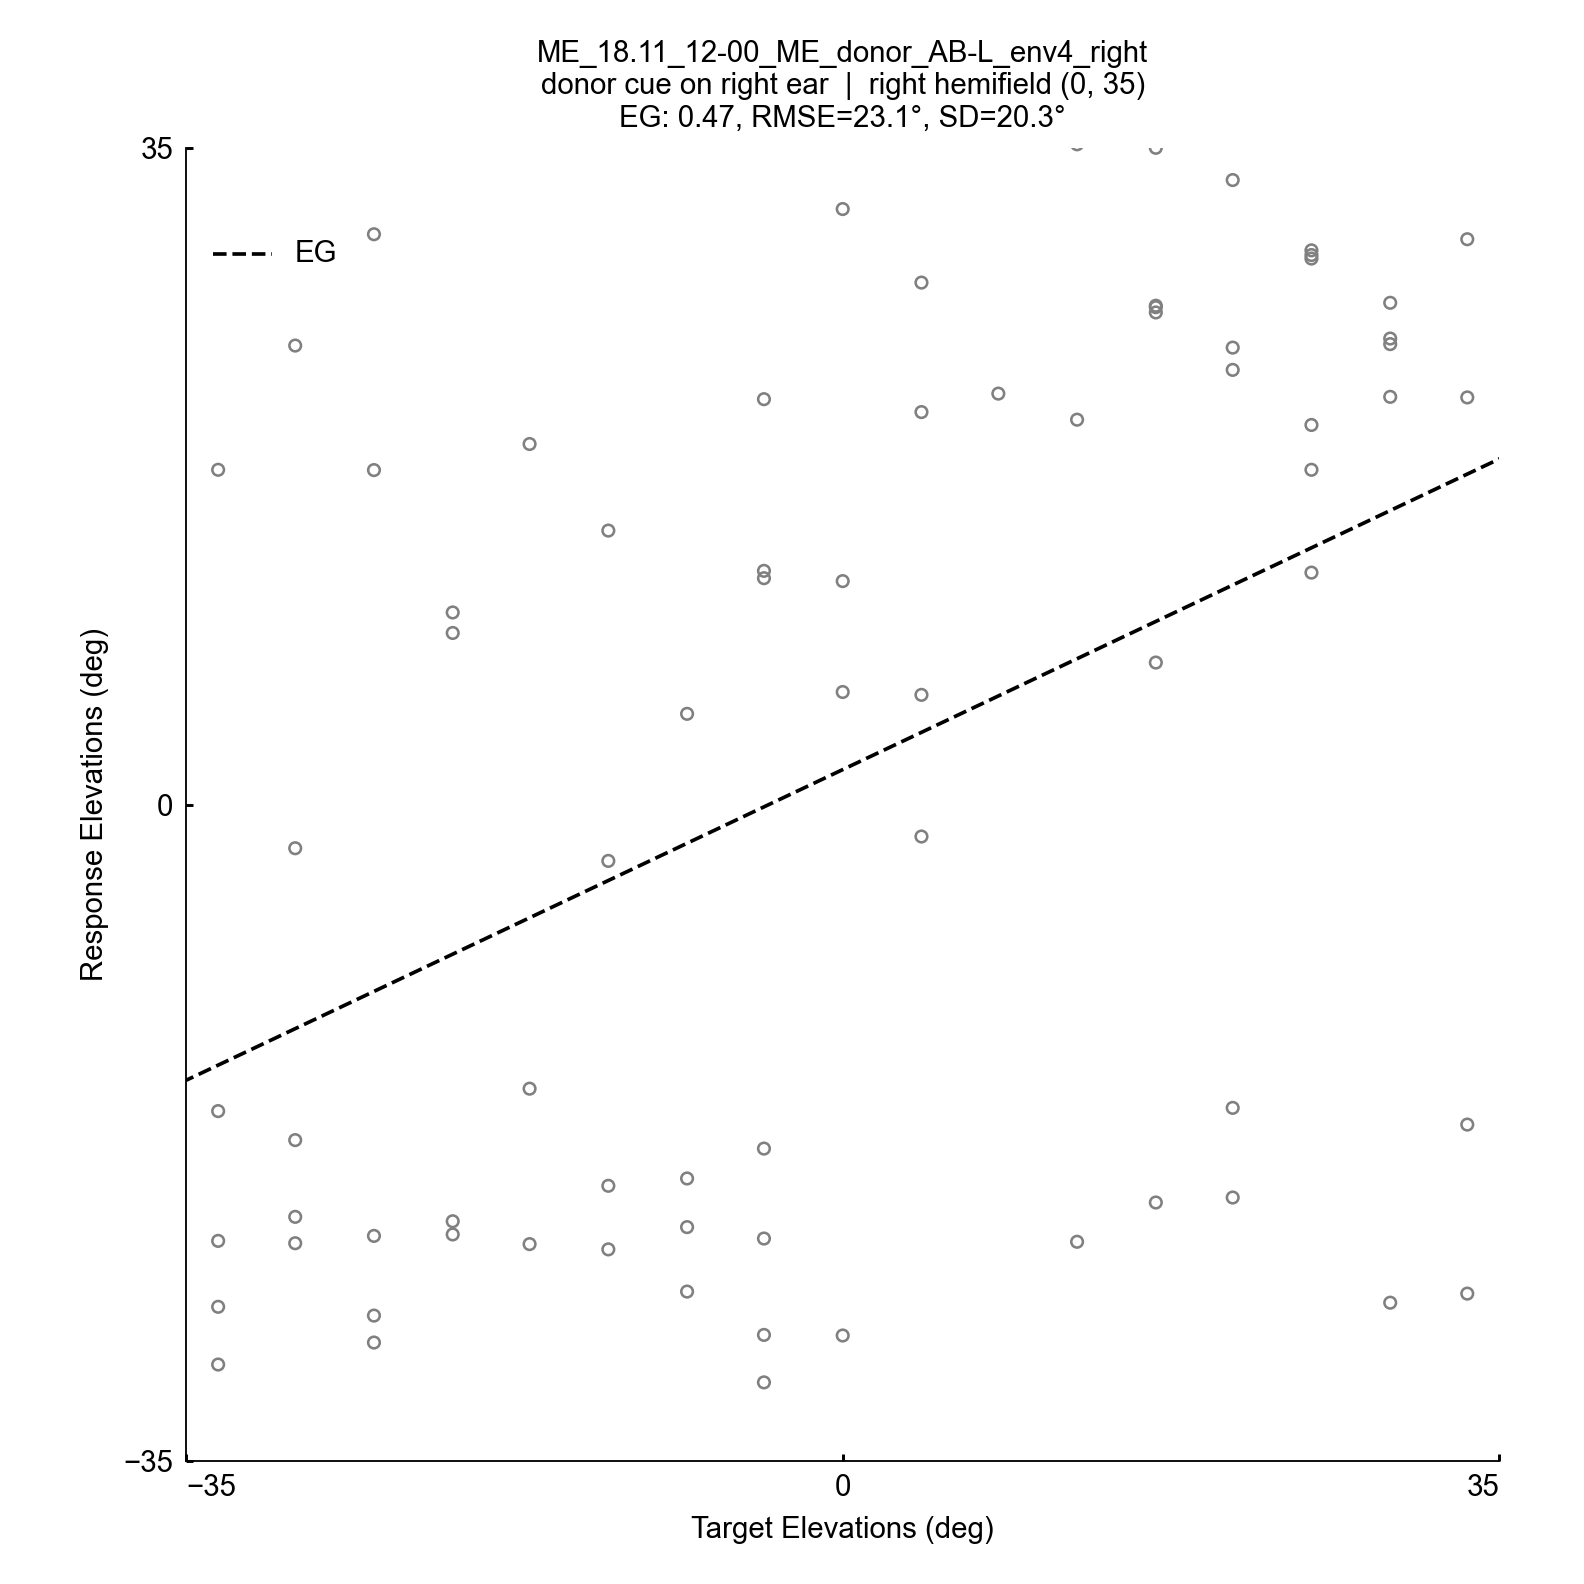 ME_18.11_12-00_ME_donor_AB-L_env4_right
donor cue on right ear | right hemifield (0, 35)
EG: 0.47, RMSE=23.1°, SD=20.3°
35
EG
0
Response Elevations (deg)
−35
−35
0
35
Target Elevations (deg)